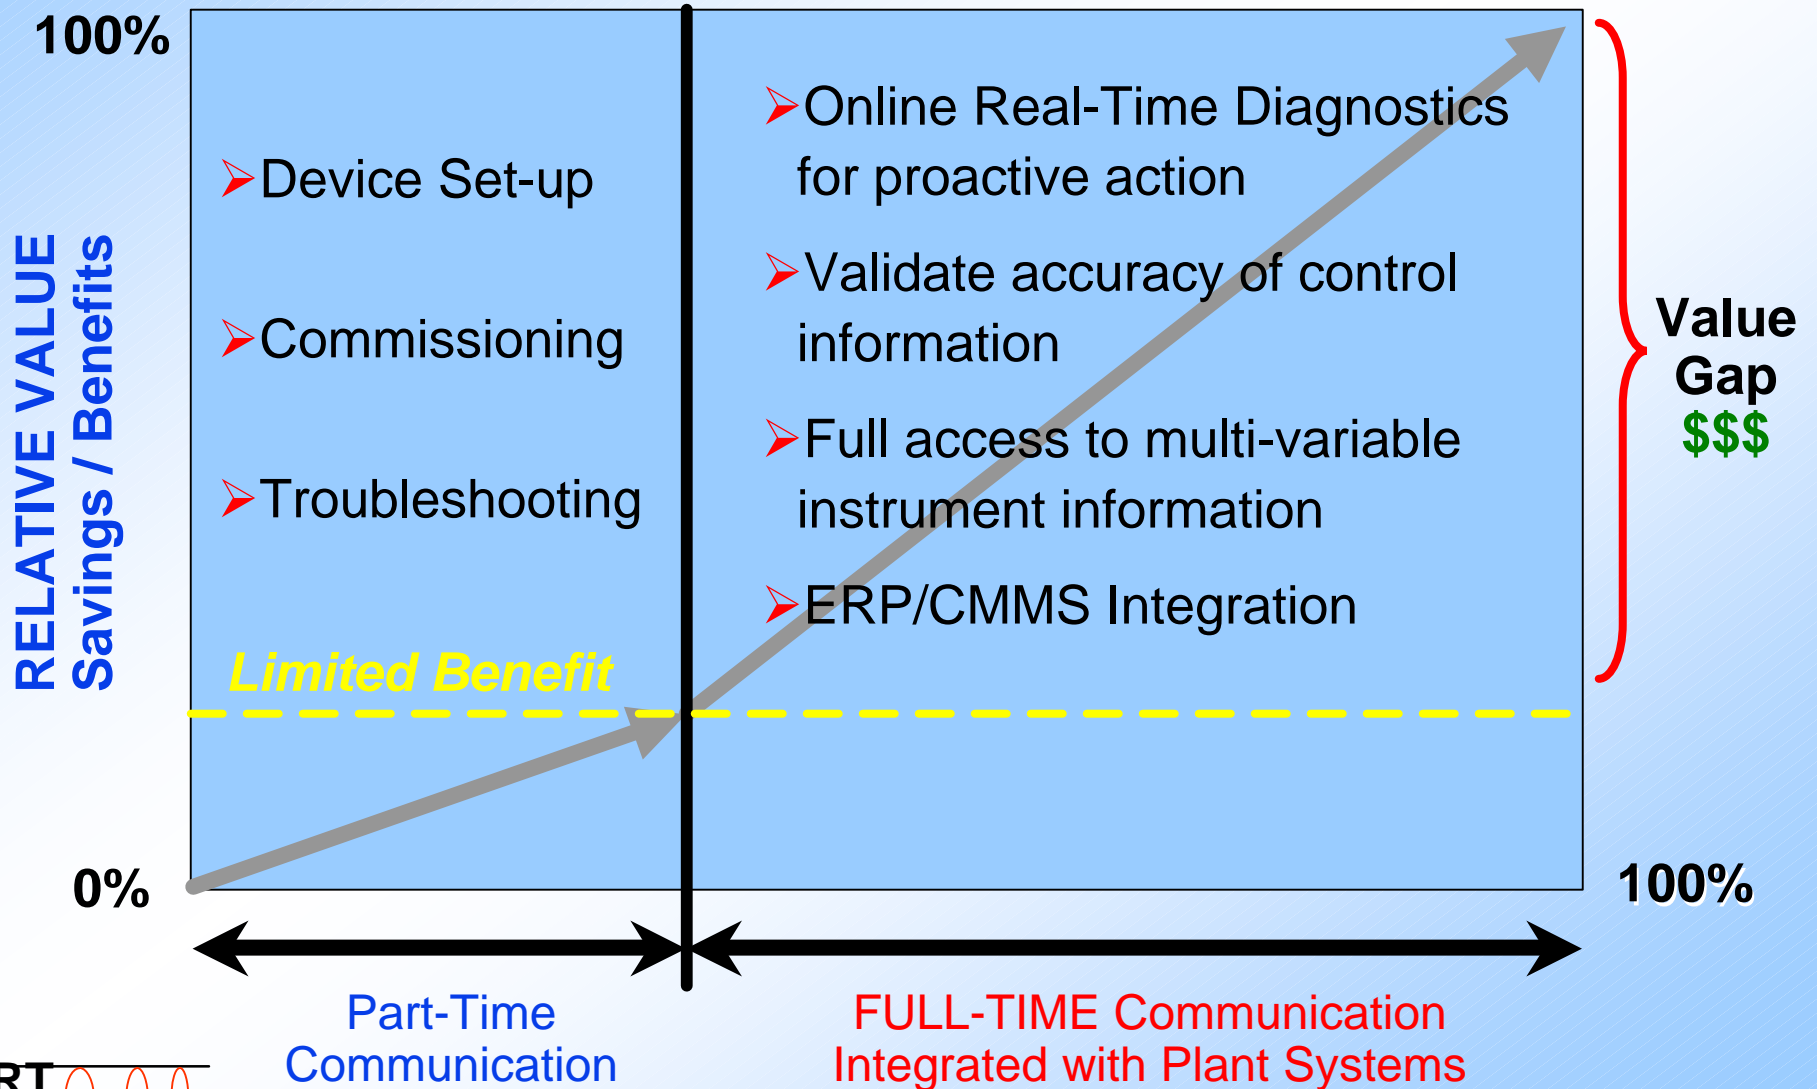 100%
RELATIVE VALUE
Savings / Benefits
➢Device Set-up
➢Commissioning
➢Troubleshooting
Limited Benefit
➢Online Real-Time Diagnostics
for proactive action
➢Validate accuracy of control
information
➢Full access to multi-variable
instrument information
➢ERP/CMMS Integration
Value
Gap
$$$
0%
100%
Part-Time
Communication
FULL-TIME Communication
Integrated with Plant Systems